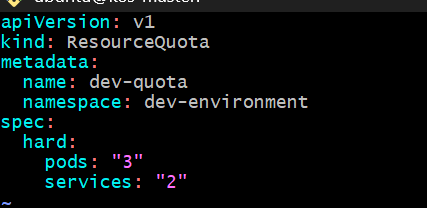 apiVersion: v1
kind: ResourceQuota
metadata:
  name: dev-quota
  namespace: dev-environment
spec:
  hard:
    pods: "3"
    services: "2"
~